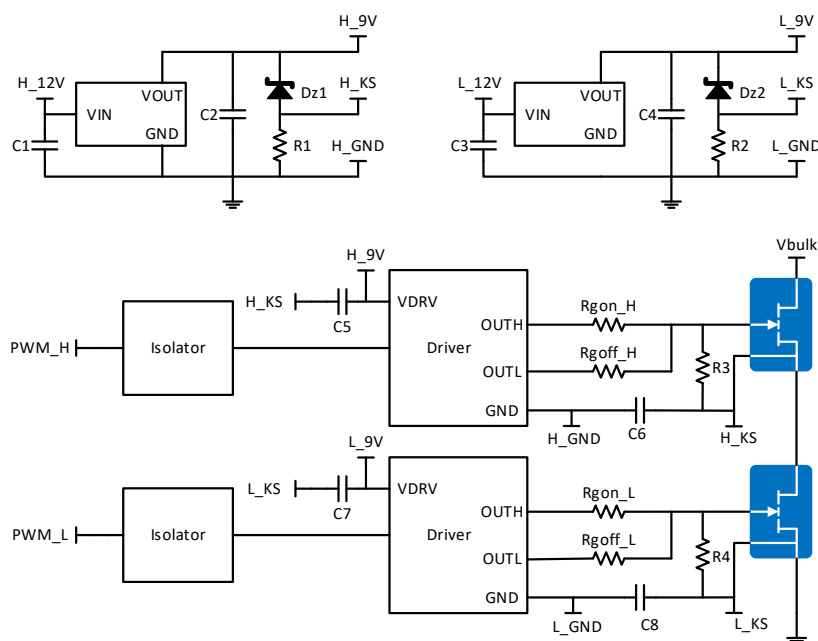 H_9V
L_9V
H_12V
H_KS
L_12V
L_KS
VOUT
Dz1
VOUT
Dz2
VIN
C2
VIN
C4
GND
H_GND
GND
L_GND
C1
R1
C3
R2
Vbulk
H_9V
H_KS
VDRV
C5
Rgon_H
OUTH
PWM_H
Isolator
Driver
Rgoff_H
OUTL
R3
GND
H_GND
C6
H_KS
L_9V
L_KS
VDRV
C7
Rgon_L
OUTH
PWM_L
Isolator
Driver
Rgoff_L
OUTL
R4
GND
L_GND
C8
L_KS